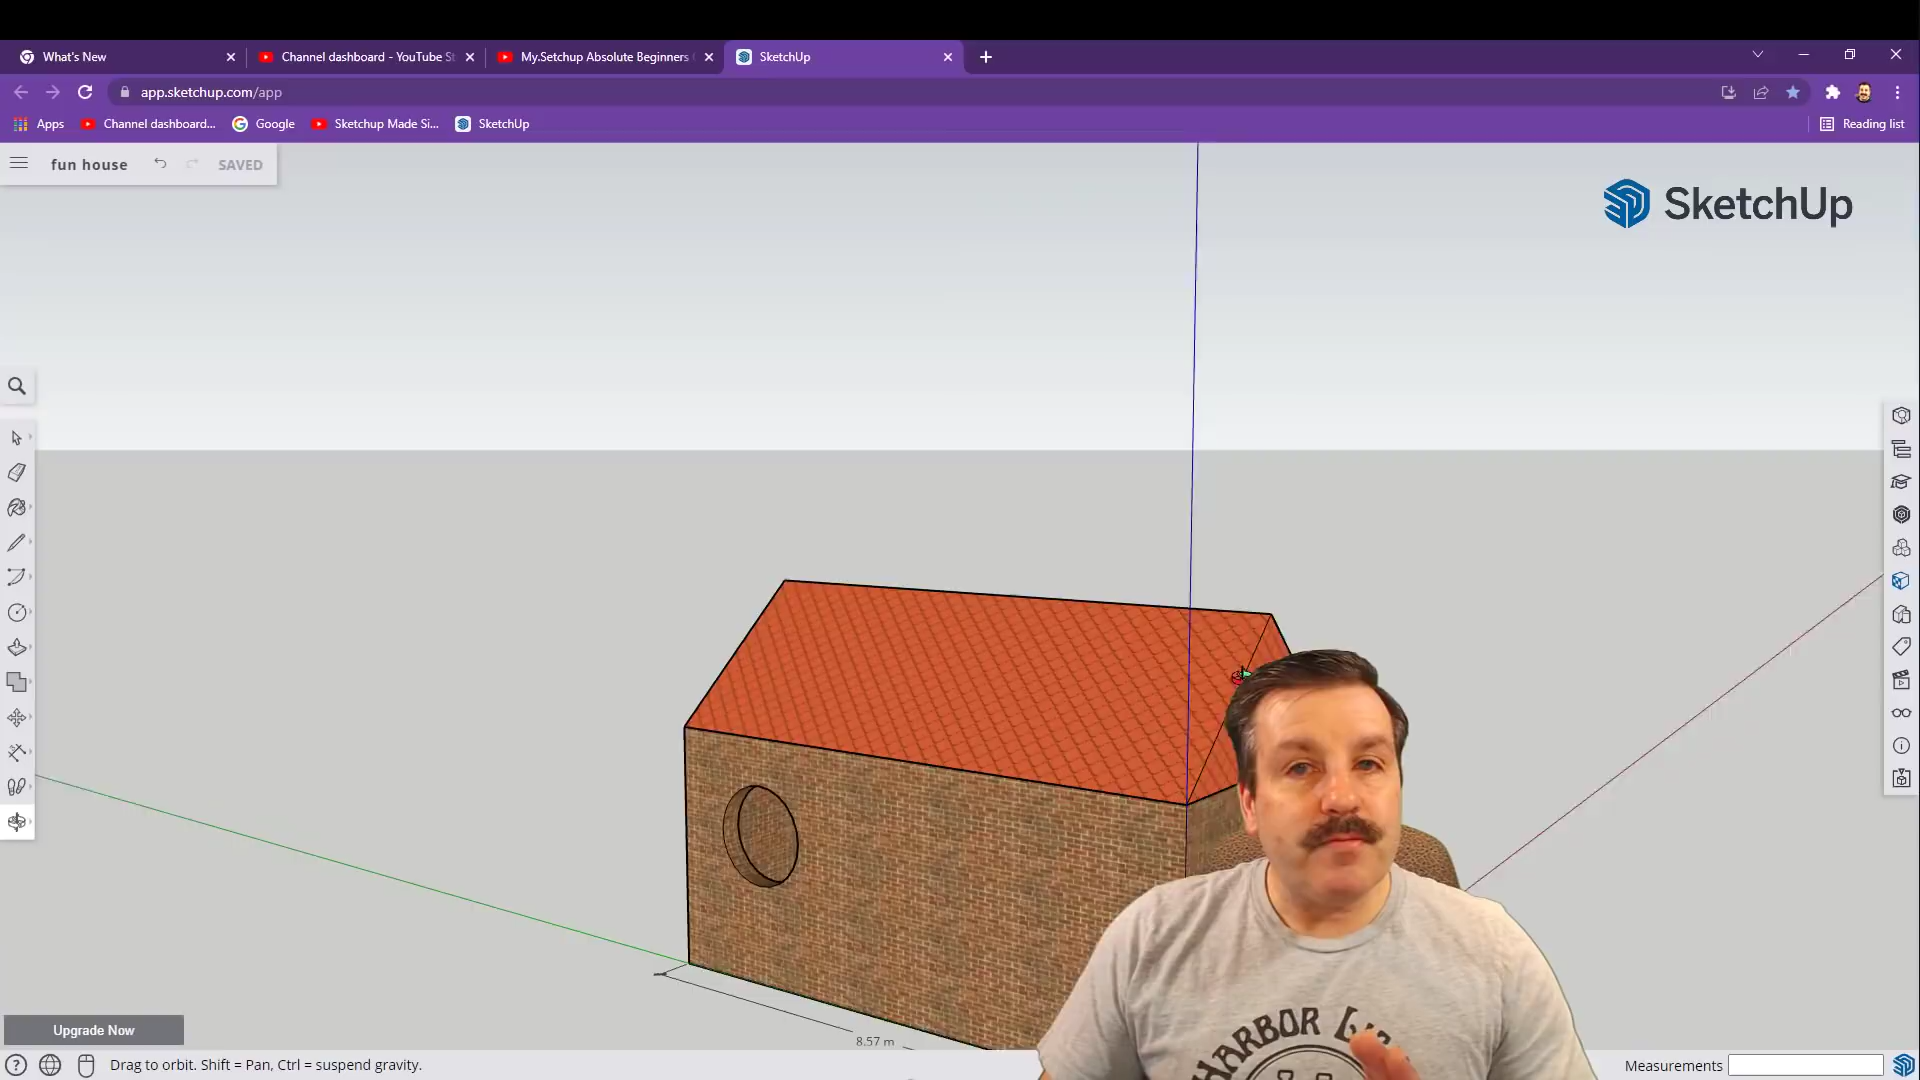 What's New
Channel dashboard - YouTube St
My.Setchup Absolute Beginners
SketchUp
app.sketchup.com/app
Apps
Channel dashboard...
Google
Sketchup Made Si...
SketchUp
Reading list
fun house
SAVED
SketchUp
8.57 m
HARBOR
Upgrade Now
Drag to orbit. Shift = Pan, Ctrl = suspend gravity.
Measurements